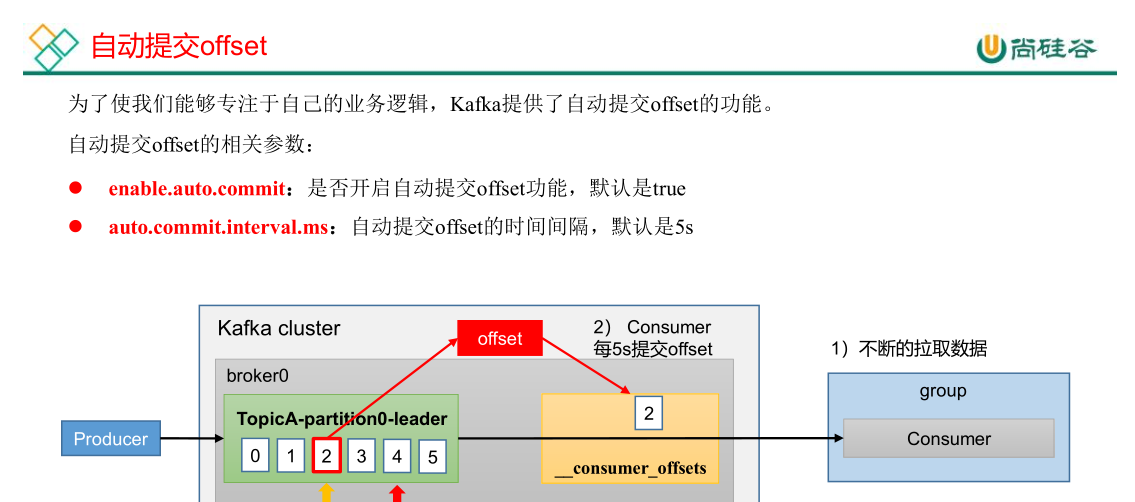 自动提交offset
尚硅谷
为了使我们能够专注于自己的业务逻辑，Kafka提供了自动提交offset的功能。
自动提交offset的相关参数：
enable.auto.commit：是否开启自动提交offset功能，默认是true
auto.commit.interval.ms：自动提交offset的时间间隔，默认是5s
Kafka cluster
offset
2） Consumer
每5s提交offset
1）不断的拉取数据
broker0
group
TopicA-partition0-leader
2
Producer
Consumer
0 1 2 3 4 5
__consumer_offsets